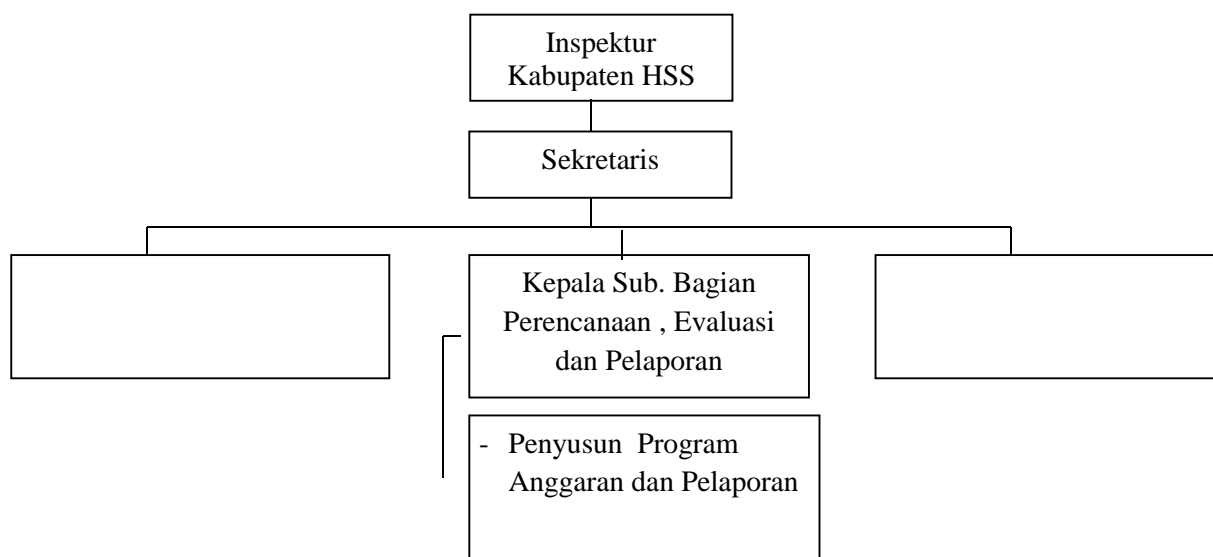 Inspektur
Kabupaten HSS
Sekretaris
Kepala Sub. Bagian
Perencanaan , Evaluasi
dan Pelaporan
- Penyusun Program
Anggaran dan Pelaporan